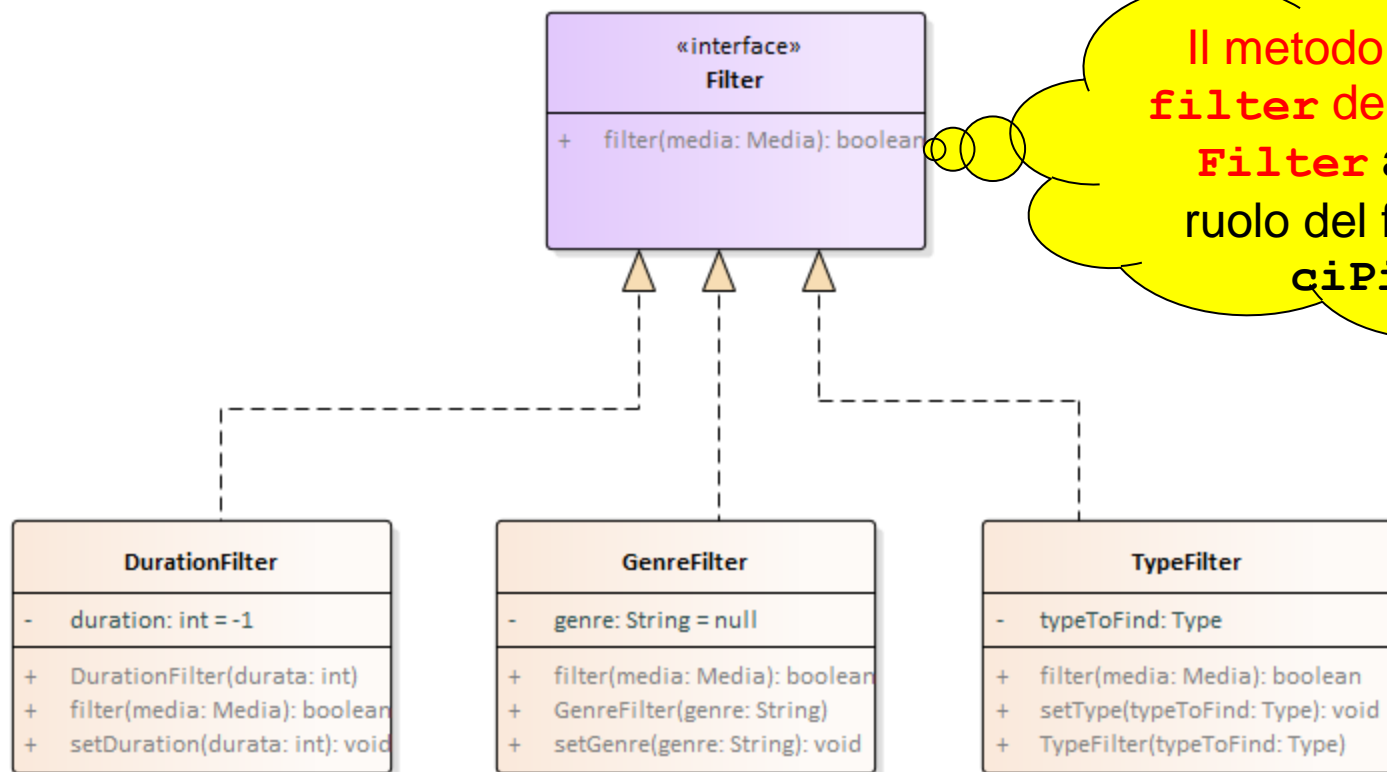 «interface»
Filter
+ filter(media: Media): boolean
Il metodo
filter de
Filter a
ruolo del f
ciPi
DurationFilter
- duration: int = -1
+ DurationFilter(durata: int)
+ filter(media: Media): boolean
+ setDuration(durata: int): void
GenreFilter
- genre: String = null
+ filter(media: Media): boolean
+ GenreFilter(genre: String)
+ setGenre(genre: String): void
TypeFilter
- typeToFind: Type
+ filter(media: Media): boolean
+ setType(typeToFind: Type): void
+ TypeFilter(typeToFind: Type)